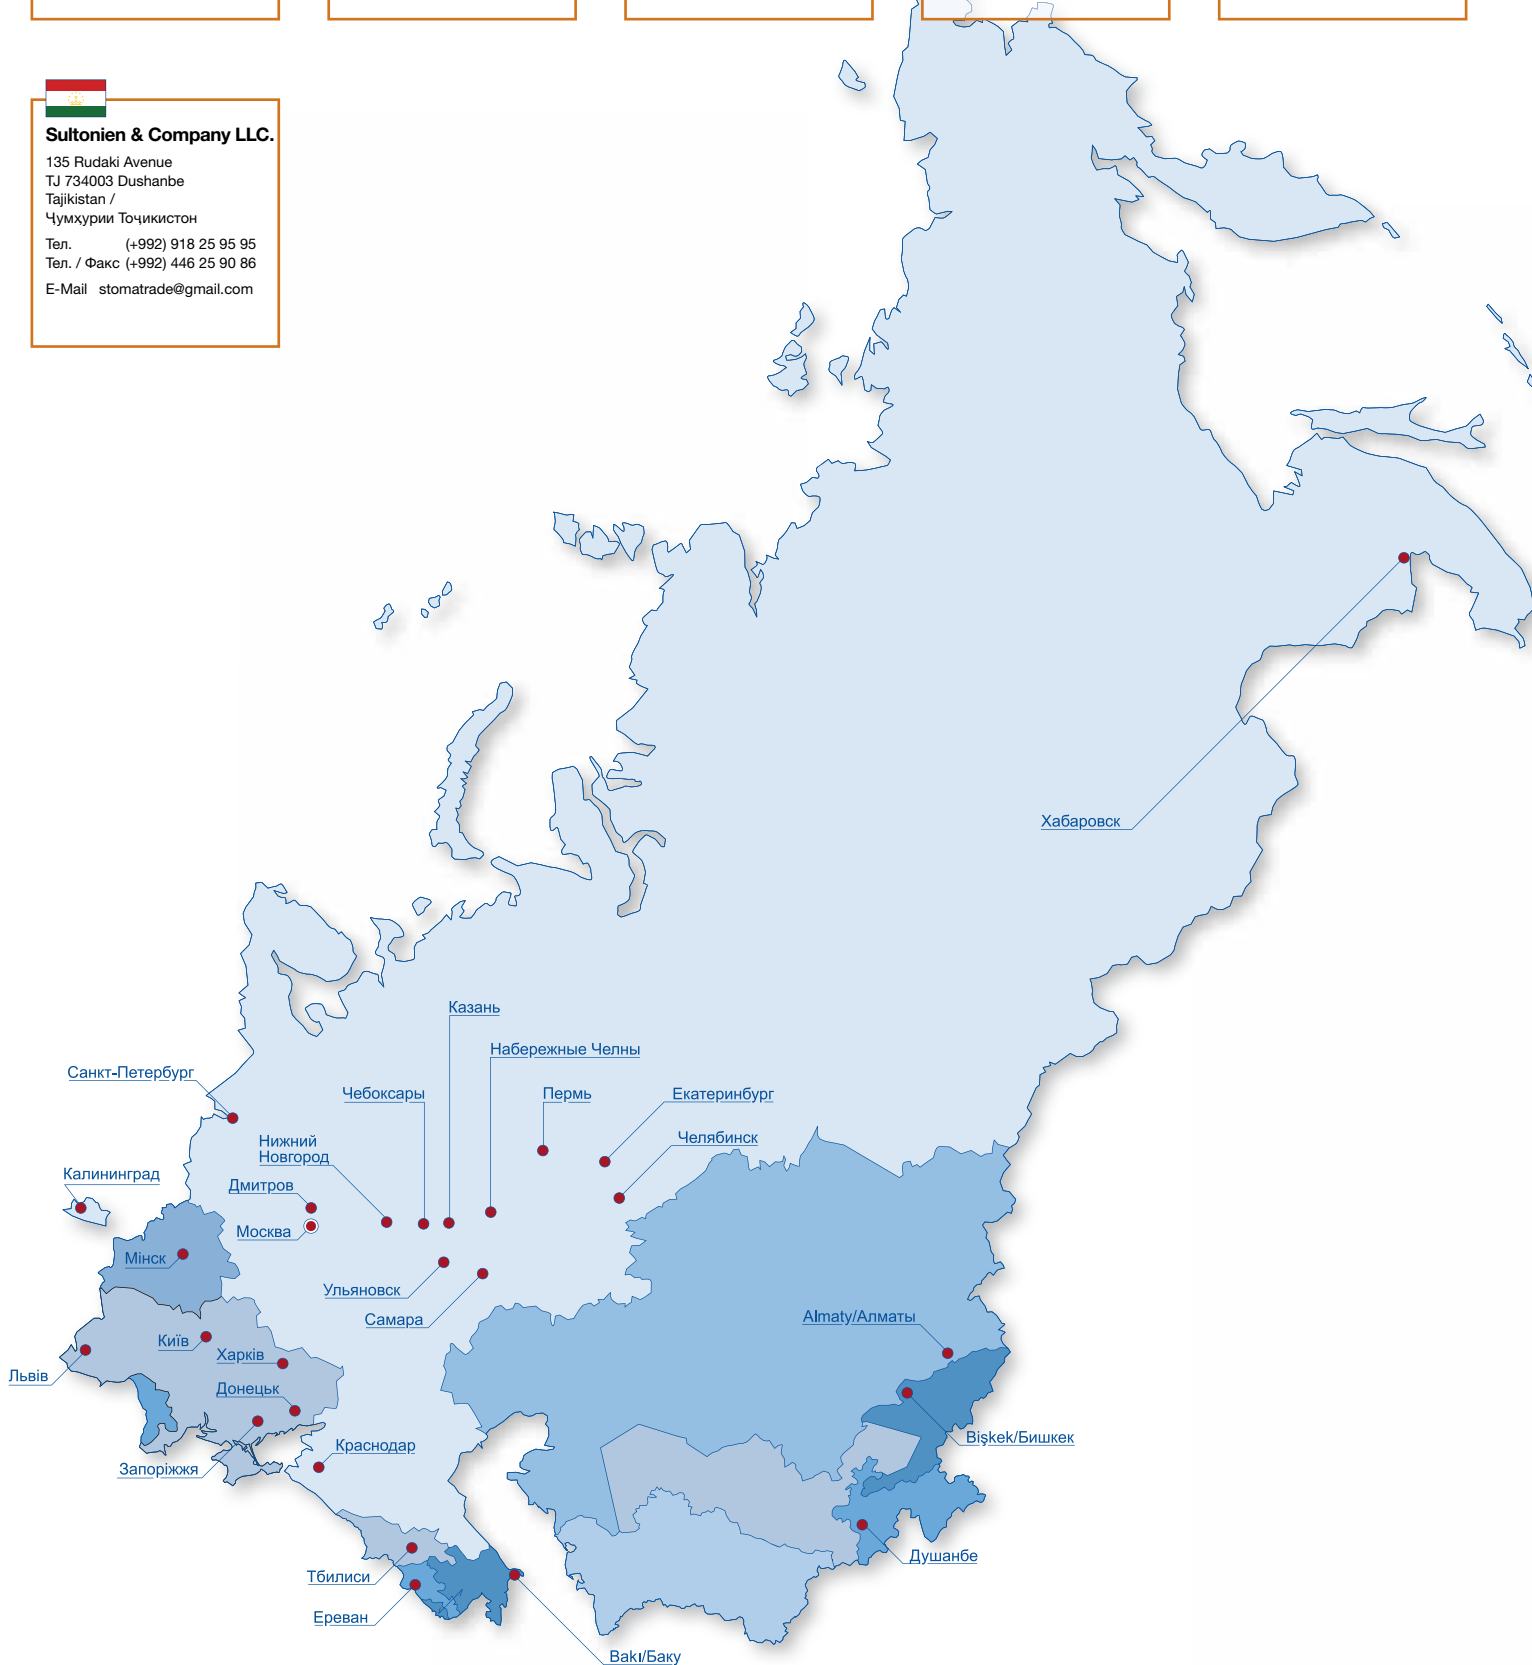 Sultonien & Company LLC.
135 Rudaki Avenue
TJ 734003 Dushanbe
Tajikistan /
Ҷумҳурии Тоҷикистон
Тел. (+992) 918 25 95 95
Тел. / Факс (+992) 446 25 90 86
E-Mail stomatrade@gmail.com
Хабаровск
Казань
Набережные Челны
Санкт-Петербург
Чебоксары
Пермь
Екатеринбург
Нижний
Новгород
Челябинск
Калининград
Дмитров
Москва
Мінск
Ульяновск
Самара
Almaty/Алматы
Київ
Харків
Львів
Донецьк
Bişkek/Бишкек
Краснодар
Запоріжжя
Душанбе
Тбилиси
Ереван
Bakı/Баку